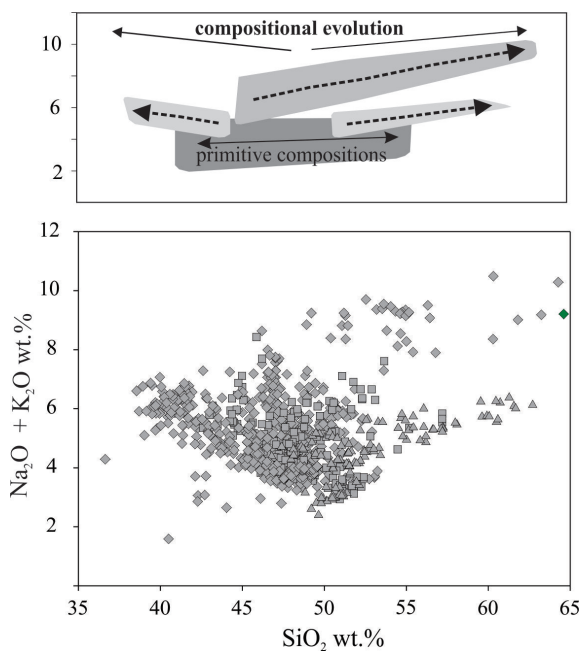 compositional evolution
10
6
2
primitive compositions
12
10
8
6
4
2
Na₂O + K₂O wt.%
35 40 45 50 55 60 65
SiO₂ wt.%